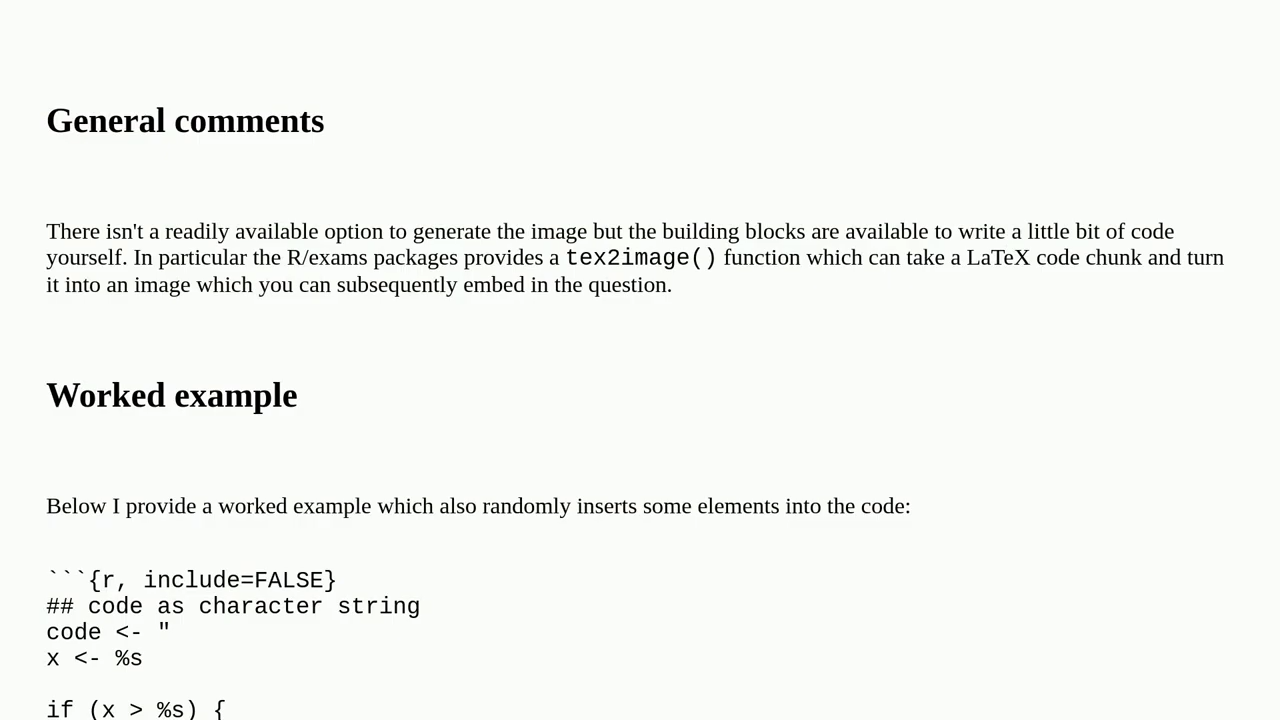 General comments
There isn't a readily available option to generate the image but the building blocks are available to write a little bit of code
yourself. In particular the R/exams packages provides a tex2image() function which can take a LaTeX code chunk and turn
it into an image which you can subsequently embed in the question.
Worked example
Below I provide a worked example which also randomly inserts some elements into the code:
```{r, include=FALSE}
## code as character string
code <- "
x <- %s
if (x > %s) {